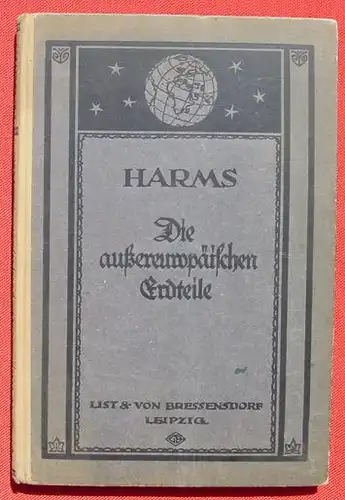 HARMS
Die
außereuropäischen
Erdteile
LIST & VON BRESSENSDORF
LEIPZIG